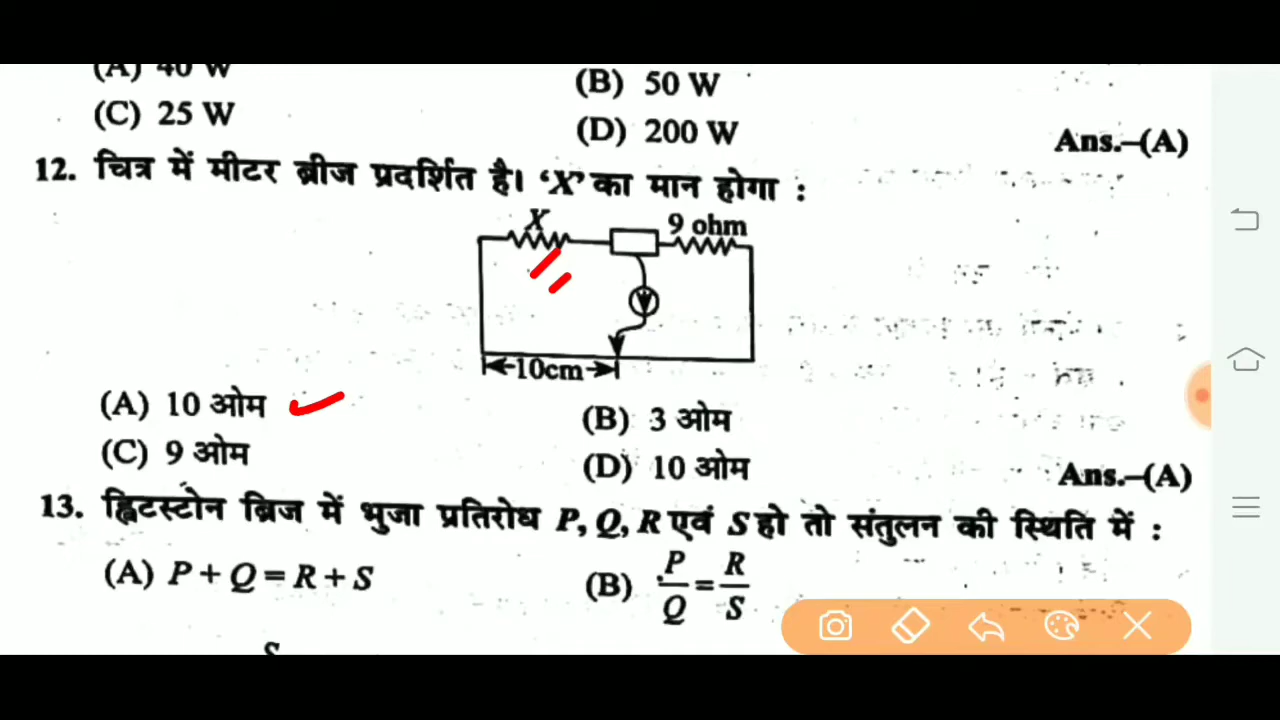 (A) 40 W
(B) 50 W
(C) 25 W
(D) 200 W
Ans.–(A)
12. चित्र में मीटर ब्रीज प्रदर्शित है। ‘X’ का मान होगा :
X
9 ohm
10cm
(A) 10 ओम
(B) 3 ओम
(C) 9 ओम
(D) 10 ओम
Ans.–(A)
13. ह्विटस्टोन ब्रिज में भुजा प्रतिरोध P, Q, R एवं S हो तो संतुलन की स्थिति में :
(A) P + Q = R + S
(B) P/Q = R/S
S